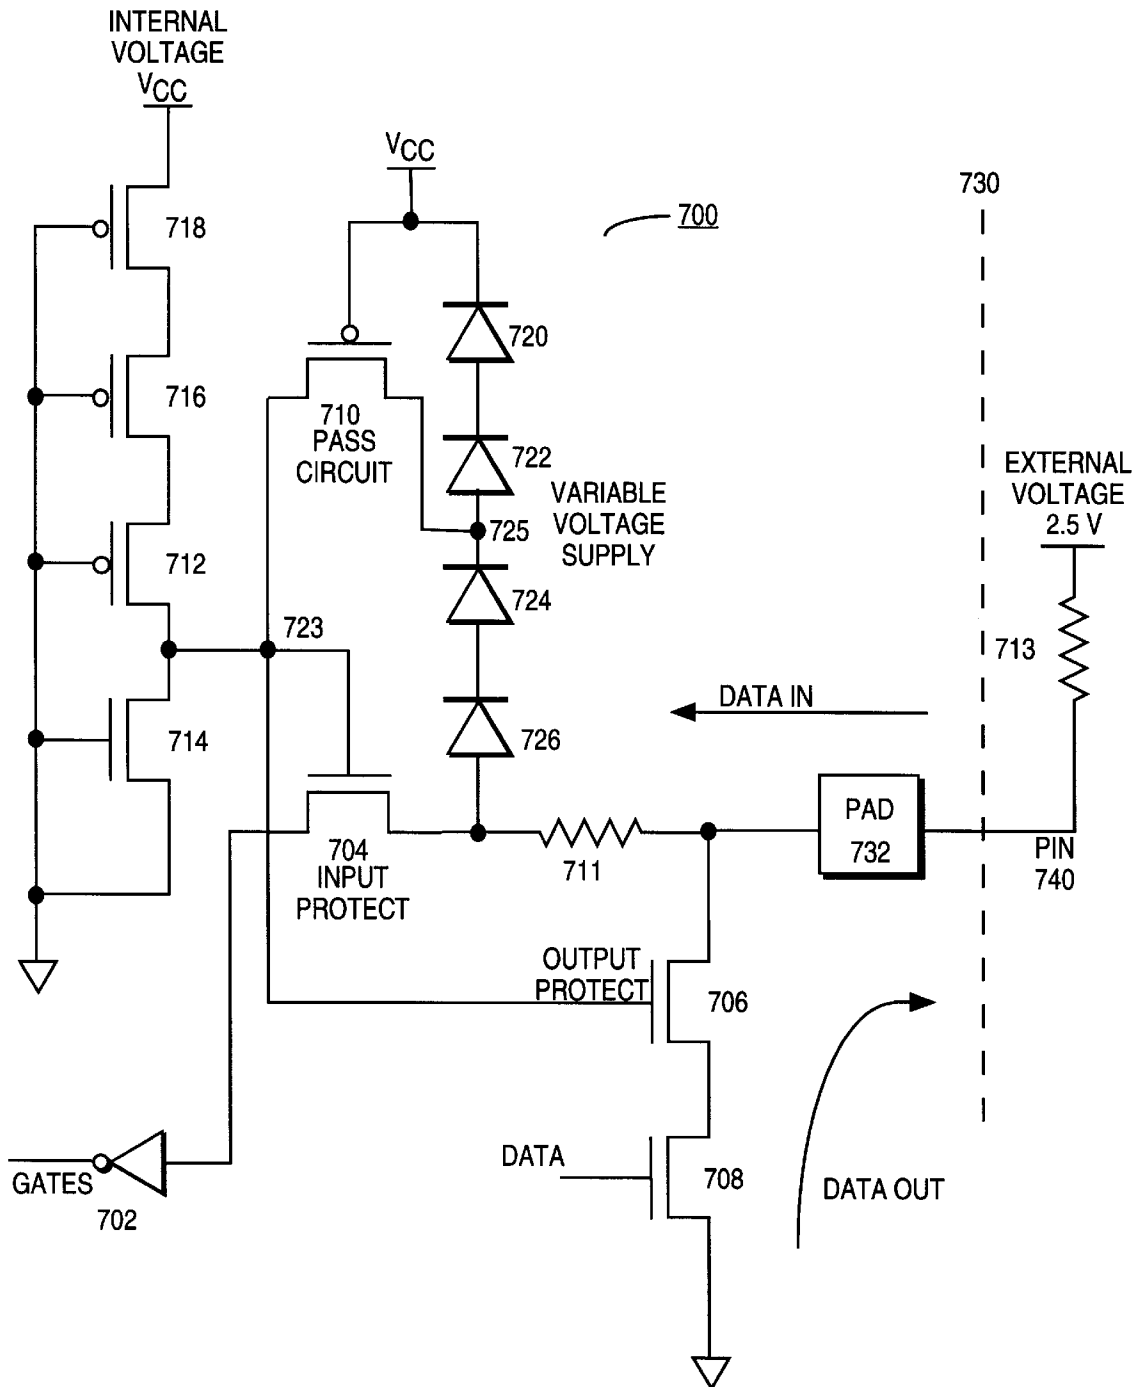 INTERNAL
VOLTAGE
VCC
VCC
700
730
718
720
716
710
PASS
CIRCUIT
722
VARIABLE
VOLTAGE
SUPPLY
725
EXTERNAL
VOLTAGE
2.5 V
712
724
723
713
714
726
DATA IN
704
INPUT
PROTECT
711
PAD
732
PIN
740
OUTPUT
PROTECT
706
DATA
708
DATA OUT
GATES
702